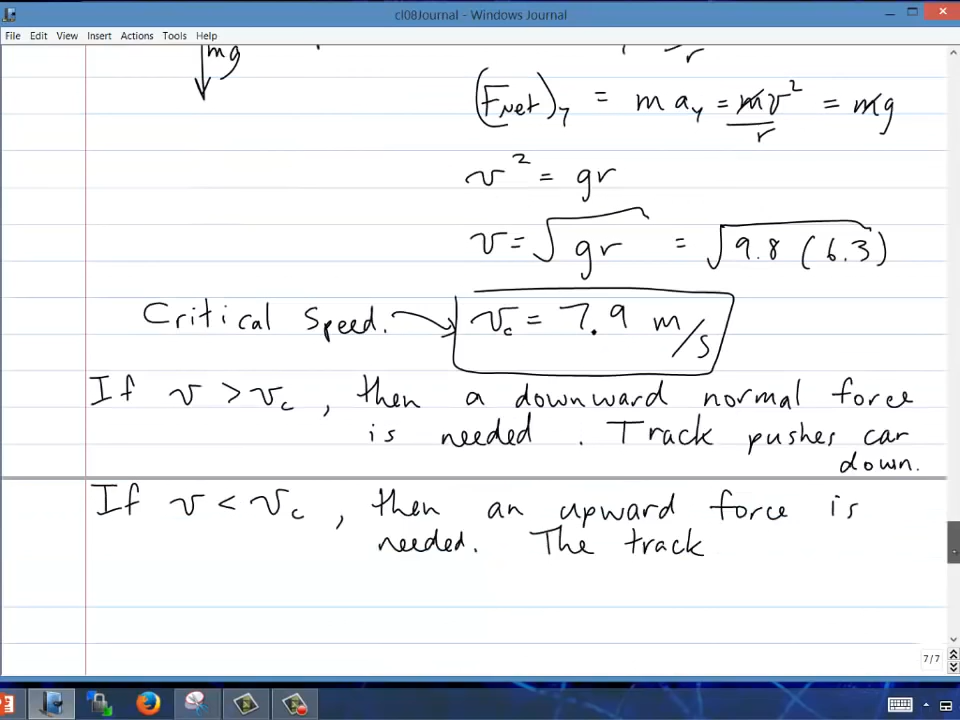 cl08Journal - Windows Journal
File Edit View Insert Actions Tools Help
mg
r
(Fnet)y = m ay = mv²/r = mg
v² = gr
v = √gr = √9.8 (6.3)
Critical Speed. vc = 7.9 m/s
If v > vc , then a downward normal force
is needed . Track pushes car
down.
If v < vc , then an upward force is
needed. The track
7/7